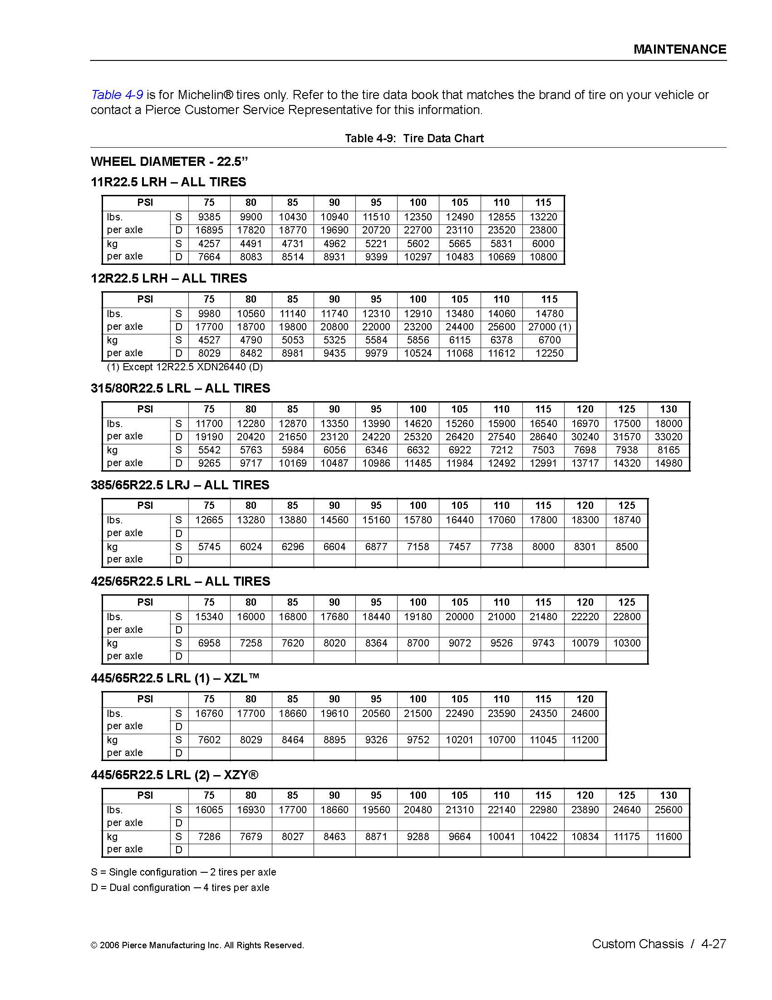 MAINTENANCE
Table 4-9 is for Michelin® tires only. Refer to the tire data book that matches the brand of tire on your vehicle or
contact a Pierce Customer Service Representative for this information.
Table 4-9: Tire Data Chart
WHEEL DIAMETER - 22.5”
11R22.5 LRH – ALL TIRES
PSI 75 80 85 90 95 100 105 110 115
lbs. S 9385 9900 10430 10940 11510 12350 12490 12855 13220
per axle D 16895 17820 18770 19690 20720 22700 23110 23520 23800
kg S 4257 4491 4731 4962 5221 5602 5665 5831 6000
per axle D 7664 8083 8514 8931 9399 10297 10483 10669 10800
12R22.5 LRH – ALL TIRES
PSI 75 80 85 90 95 100 105 110 115
lbs. S 9980 10560 11140 11740 12310 12910 13480 14060 14780
per axle D 17700 18700 19800 20800 22000 23200 24400 25600 27000 (1)
kg S 4527 4790 5053 5325 5584 5856 6115 6378 6700
per axle D 8029 8482 8981 9435 9979 10524 11068 11612 12250
(1) Except 12R22.5 XDN26440 (D)
315/80R22.5 LRL – ALL TIRES
PSI 75 80 85 90 95 100 105 110 115 120 125 130
lbs. S 11700 12280 12870 13350 13990 14620 15260 15900 16540 16970 17500 18000
per axle D 19190 20420 21650 23120 24220 25320 26420 27540 28640 30240 31570 33020
kg S 5542 5763 5984 6056 6346 6632 6922 7212 7503 7698 7938 8165
per axle D 9265 9717 10169 10487 10986 11485 11984 12492 12991 13717 14320 14980
385/65R22.5 LRJ – ALL TIRES
PSI 75 80 85 90 95 100 105 110 115 120 125
lbs. S 12665 13280 13880 14560 15160 15780 16440 17060 17800 18300 18740
per axle D
kg S 5745 6024 6296 6604 6877 7158 7457 7738 8000 8301 8500
per axle D
425/65R22.5 LRL – ALL TIRES
PSI 75 80 85 90 95 100 105 110 115 120 125
lbs. S 15340 16000 16800 17680 18440 19180 20000 21000 21480 22220 22800
per axle D
kg S 6958 7258 7620 8020 8364 8700 9072 9526 9743 10079 10300
per axle D
445/65R22.5 LRL (1) – XZL™
PSI 75 80 85 90 95 100 105 110 115 120
lbs. S 16760 17700 18660 19610 20560 21500 22490 23590 24350 24600
per axle D
kg S 7602 8029 8464 8895 9326 9752 10201 10700 11045 11200
per axle D
445/65R22.5 LRL (2) – XZY®
PSI 75 80 85 90 95 100 105 110 115 120 125 130
lbs. S 16065 16930 17700 18660 19560 20480 21310 22140 22980 23890 24640 25600
per axle D
kg S 7286 7679 8027 8463 8871 9288 9664 10041 10422 10834 11175 11600
per axle D
S = Single configuration — 2 tires per axle
D = Dual configuration — 4 tires per axle
© 2006 Pierce Manufacturing Inc. All Rights Reserved.
Custom Chassis / 4-27